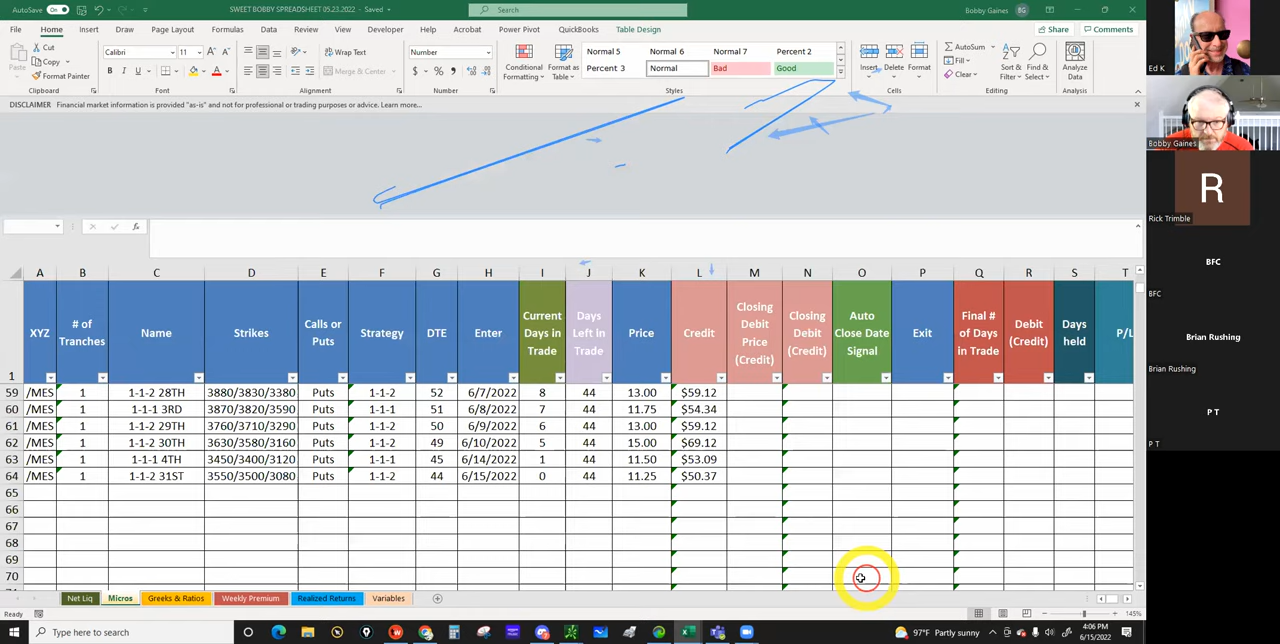 AutoSave On SWEET BOBBY SPREADSHEET 05.23.2022 - Saved Search Bobby Gaines BG
File Home Insert Draw Page Layout Formulas Data Review View Developer Help Acrobat Power Pivot QuickBooks Table Design Share Comments
Cut Calibri 11 Wrap Text Number Normal 5 Normal 6 Normal 7 Percent 2 AutoSum
Copy Fill
Paste Format Painter Merge & Center Conditional Formatting Format as Table Percent 3 Normal Bad Good Insert Delete Format Clear Sort & Filter Find & Select Analyze Data
Clipboard Font Alignment Number Styles Cells Editing Analysis
DISCLAIMER Financial market information is provided "as-is" and not for professional or trading purposes or advice. Learn more...
A B C D E F G H I J K L M N O P Q R S T
1 XYZ # of Tranches Name Strikes Calls or Puts Strategy DTE Enter Current Days in Trade Days Left in Trade Price Credit Closing Debit Price (Credit) Closing Debit (Credit) Auto Close Date Signal Exit Final # of Days in Trade Debit (Credit) Days held P/L
59 /MES 1 1-1-2 28TH 3880/3830/3380 Puts 1-1-2 52 6/7/2022 8 44 13.00 $59.12
60 /MES 1 1-1-1 3RD 3870/3820/3590 Puts 1-1-1 51 6/8/2022 7 44 11.75 $54.34
61 /MES 1 1-1-2 29TH 3760/3710/3290 Puts 1-1-2 50 6/9/2022 6 44 13.00 $59.12
62 /MES 1 1-1-2 30TH 3630/3580/3160 Puts 1-1-2 49 6/10/2022 5 44 15.00 $69.12
63 /MES 1 1-1-1 4TH 3450/3400/3120 Puts 1-1-1 45 6/14/2022 1 44 11.50 $53.09
64 /MES 1 1-1-2 31ST 3550/3500/3080 Puts 1-1-2 44 6/15/2022 0 44 11.25 $50.37
65
66
67
68
69
70
Net Liq Micros Greeks & Ratios Weekly Premium Realized Returns Variables
Ready 145%
Type here to search 97°F Partly sunny 4:06 PM
6/15/2022
Ed K
Bobby Gaines
R
Rick Trimble
BFC
BFC
Brian Rushing
Brian Rushing
P T
P T